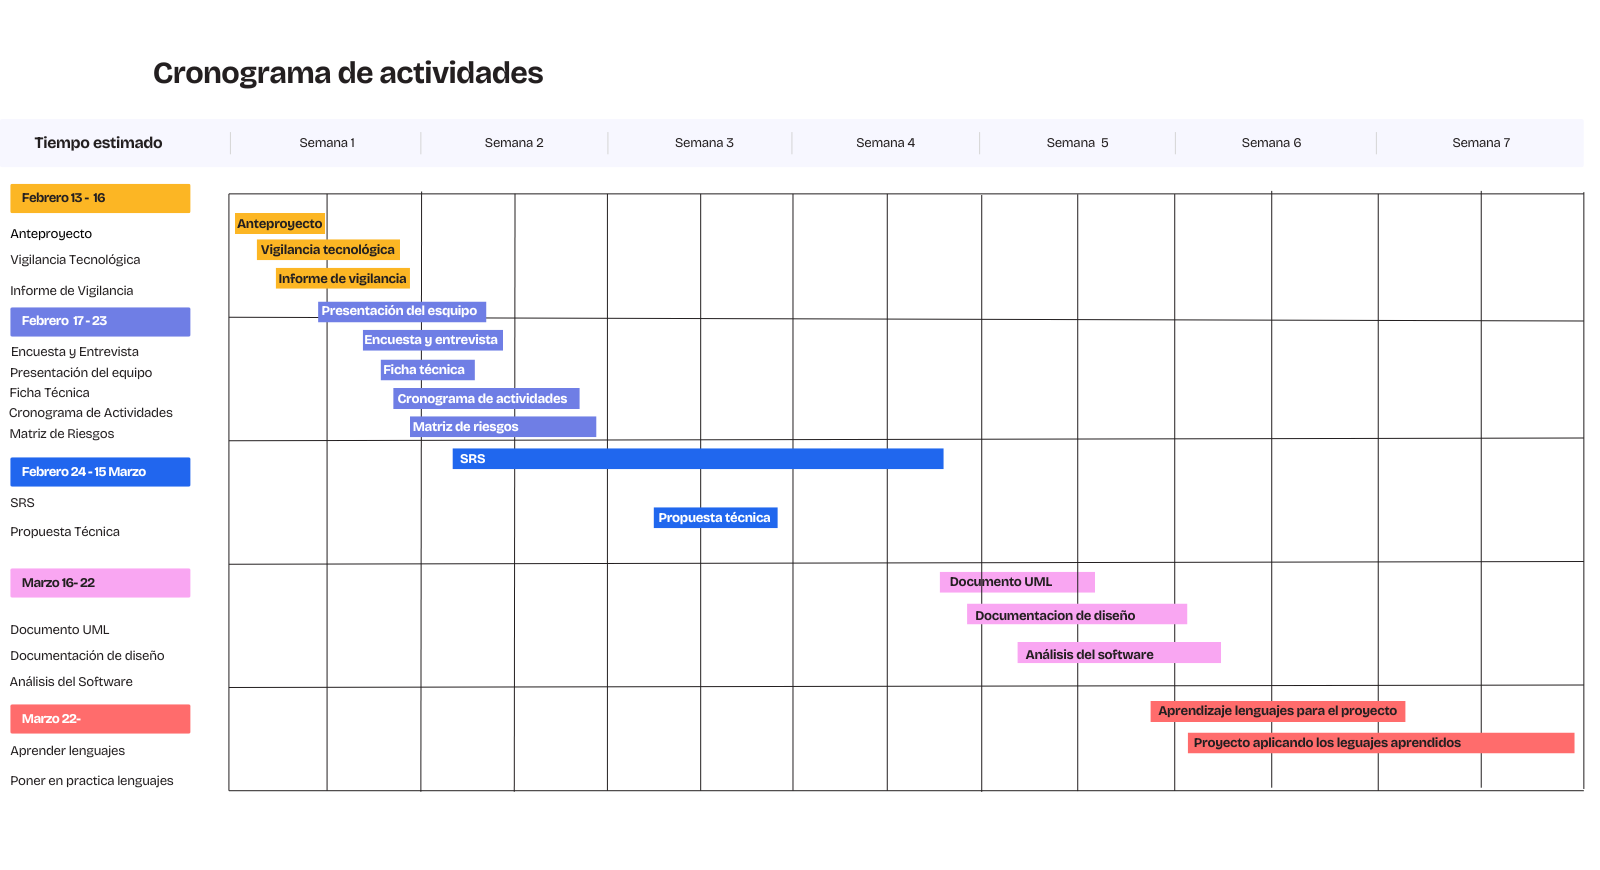 Cronograma de actividades
Tiempo estimado
Semana 1
Semana 2
Semana 3
Semana 4
Semana 5
Semana 6
Semana 7
Febrero 13 - 16
Anteproyecto
Vigilancia Tecnológica
Informe de Vigilancia
Anteproyecto
Vigilancia tecnológica
Informe de vigilancia
Febrero 17 - 23
Encuesta y Entrevista
Presentación del equipo
Ficha Técnica
Cronograma de Actividades
Matriz de Riesgos
Presentación del esquipo
Encuesta y entrevista
Ficha técnica
Cronograma de actividades
Matriz de riesgos
Febrero 24 - 15 Marzo
SRS
Propuesta Técnica
SRS
Propuesta técnica
Marzo 16- 22
Documento UML
Documentación de diseño
Análisis del Software
Documento UML
Documentacion de diseño
Análisis del software
Marzo 22-
Aprender lenguajes
Poner en practica lenguajes
Aprendizaje lenguajes para el proyecto
Proyecto aplicando los leguajes aprendidos